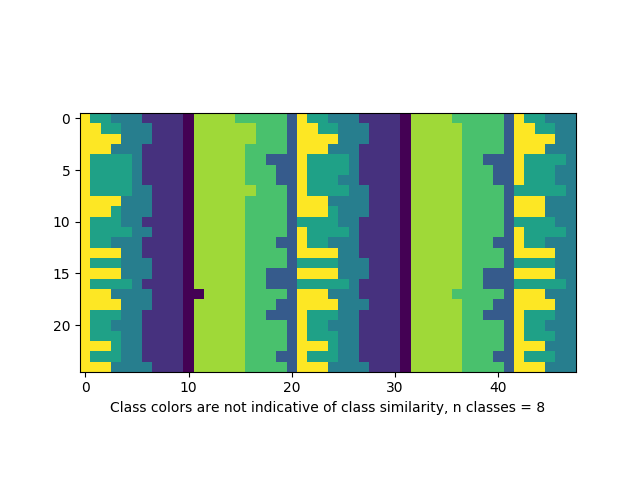 0
5
10
15
20
0 10 20 30 40
Class colors are not indicative of class similarity, n classes = 8